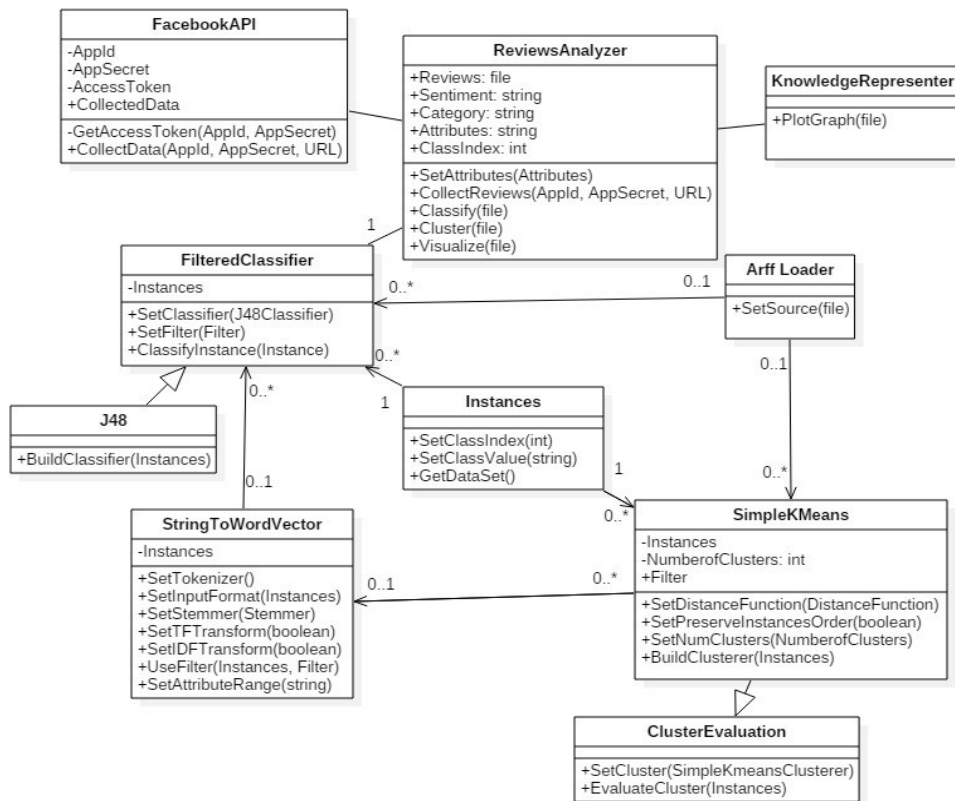 FacebookAPI
-AppId
-AppSecret
-AccessToken
+CollectedData
-GetAccessToken(AppId, AppSecret)
+CollectData(AppId, AppSecret, URL)
ReviewsAnalyzer
+Reviews: file
+Sentiment: string
+Category: string
+Attributes: string
+ClassIndex: int
+SetAttributes(Attributes)
+CollectReviews(AppId, AppSecret, URL)
+Classify(file)
+Cluster(file)
+Visualize(file)
KnowledgeRepresenter
+PlotGraph(file)
1
FilteredClassifier
-Instances
+SetClassifier(J48Classifier)
+SetFilter(Filter)
+ClassifyInstance(Instance)
0..*
0..1
Arff Loader
+SetSource(file)
0..*
1
0..*
0..1
J48
+BuildClassifier(Instances)
Instances
+SetClassIndex(int)
+SetClassValue(string)
+GetDataSet()
1
0..*
0..*
0..1
StringToWordVector
-Instances
+SetTokenizer()
+SetInputFormat(Instances)
+SetStemmer(Stemmer)
+SetTFTransform(boolean)
+SetIDFTransform(boolean)
+UseFilter(Instances, Filter)
+SetAttributeRange(string)
0..1
0..*
SimpleKMeans
-Instances
-NumberofClusters: int
+Filter
+SetDistanceFunction(DistanceFunction)
+SetPreserveInstancesOrder(boolean)
+SetNumClusters(NumberofClusters)
+BuildClusterer(Instances)
ClusterEvaluation
+SetCluster(SimpleKmeansClusterer)
+EvaluateCluster(Instances)